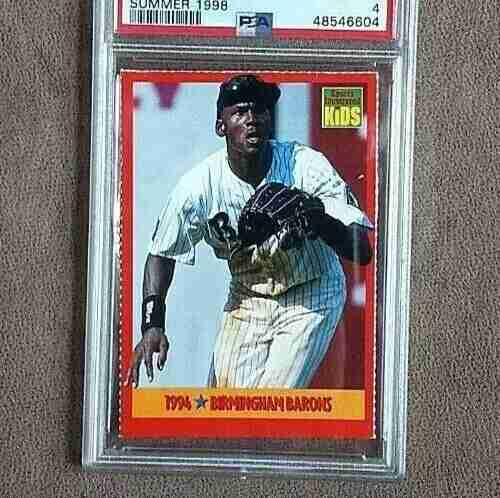 SUMMER 1998 4
PSA 48546604
Sports
Illustrated
KIDS
1994 ★ BIRMINGHAM BARONS